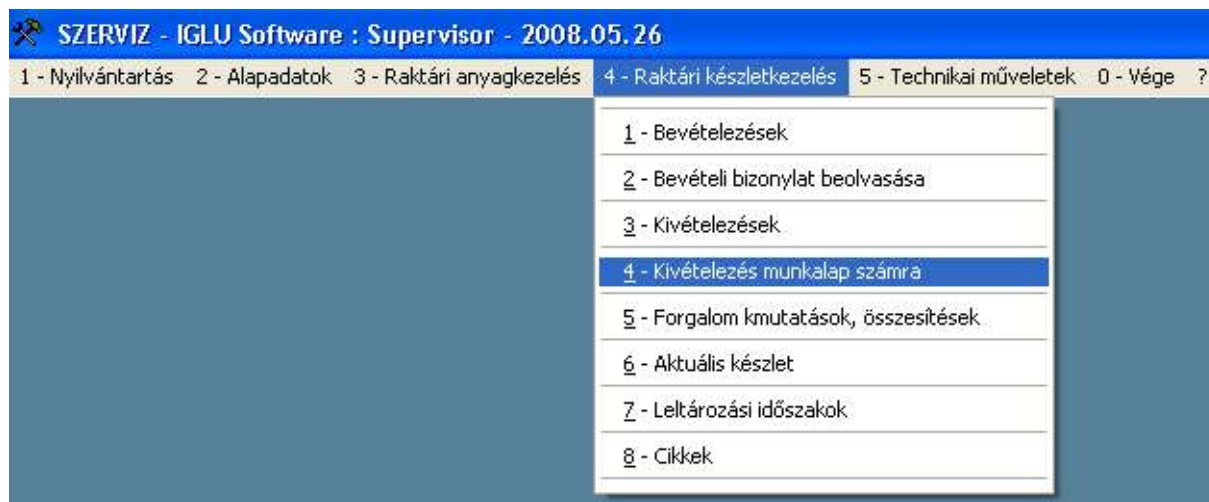 SZERVIZ - IGLU Software : Supervisor - 2008.05.26
1 - Nyilvántartás 2 - Alapadatok 3 - Raktári anyagkezelés 4 - Raktári készletkezelés 5 - Technikai műveletek 0 - Vége ?
1 - Bevételezések
2 - Bevételi bizonylat beolvasása
3 - Kivételezések
4 - Kivételezés munkalap számra
5 - Forgalom kmutatások, összesítések
6 - Aktuális készlet
7 - Leltározási időszakok
8 - Cikkek